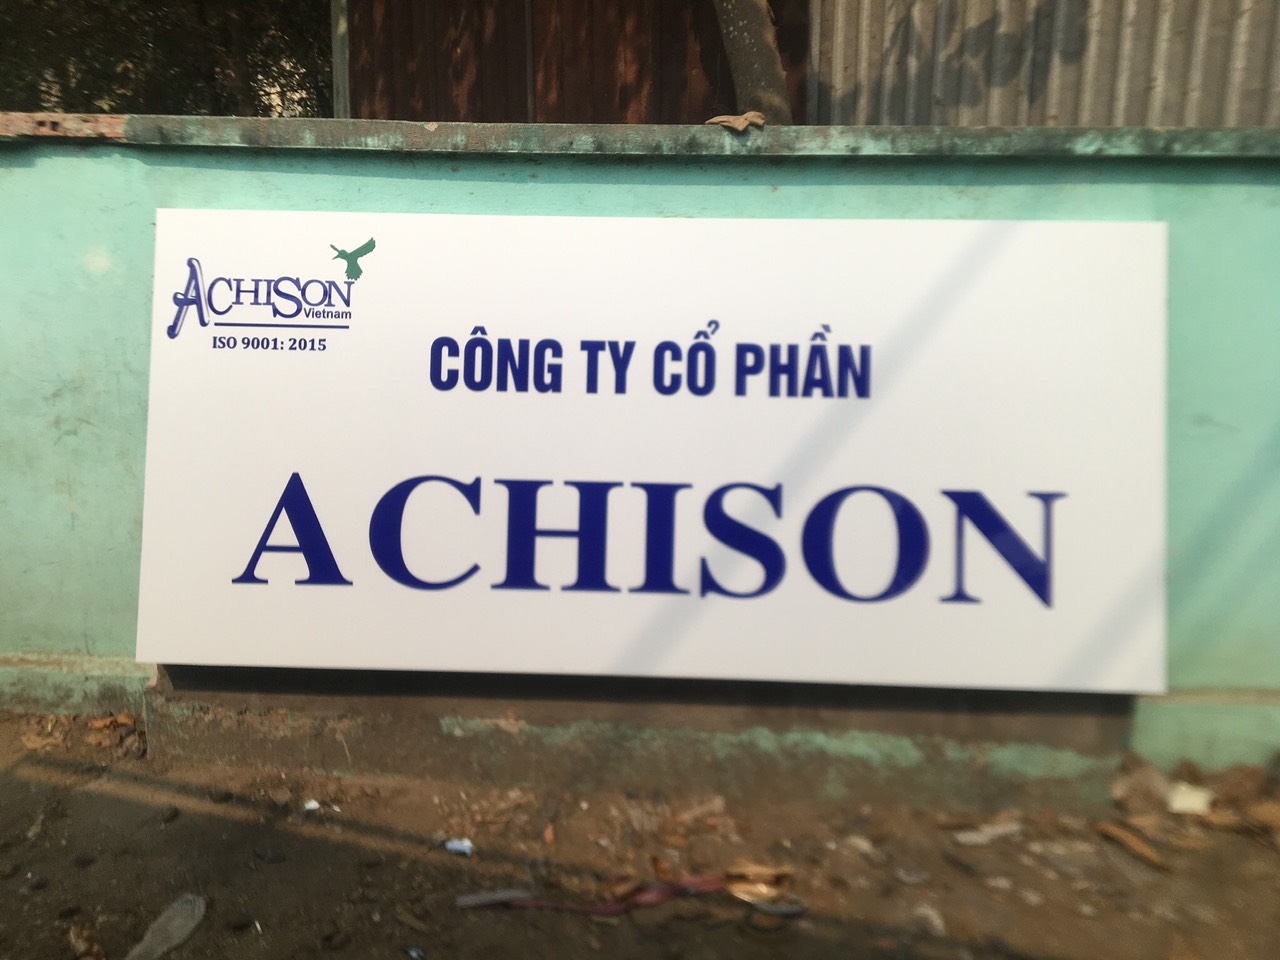 ACHISON
Vietnam
ISO 9001: 2015
CÔNG TY CỔ PHẦN
ACHISON